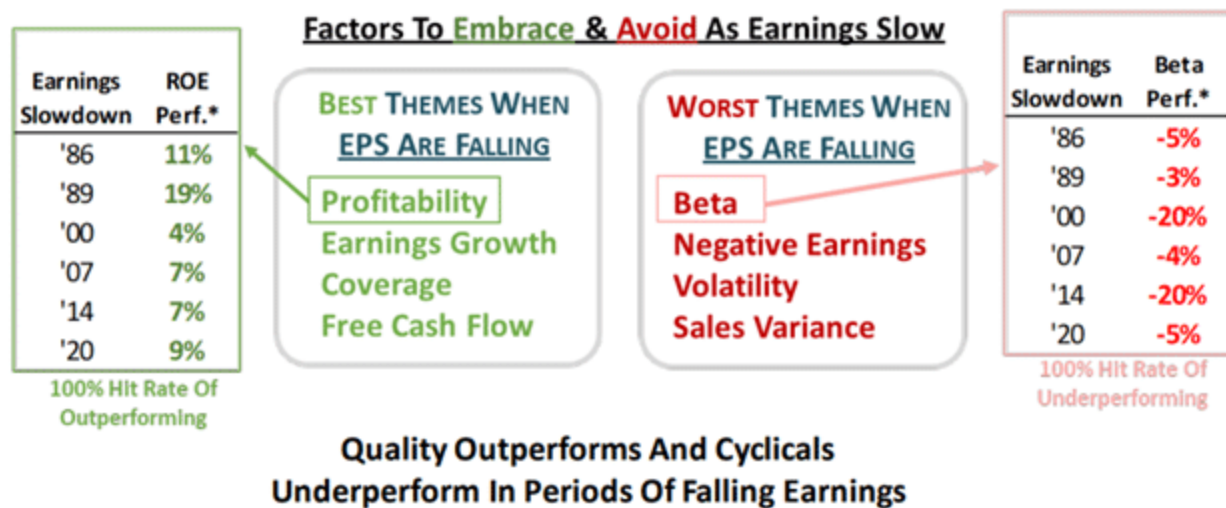 Factors To Embrace & Avoid As Earnings Slow
Earnings ROE
Slowdown Perf.*
'86 11%
'89 19%
'00 4%
'07 7%
'14 7%
'20 9%
100% Hit Rate Of
Outperforming
BEST THEMES WHEN
EPS ARE FALLING
Profitability
Earnings Growth
Coverage
Free Cash Flow
WORST THEMES WHEN
EPS ARE FALLING
Beta
Negative Earnings
Volatility
Sales Variance
Earnings Beta
Slowdown Perf.*
'86 -5%
'89 -3%
'00 -20%
'07 -4%
'14 -20%
'20 -5%
100% Hit Rate Of
Underperforming
Quality Outperforms And Cyclicals
Underperform In Periods Of Falling Earnings